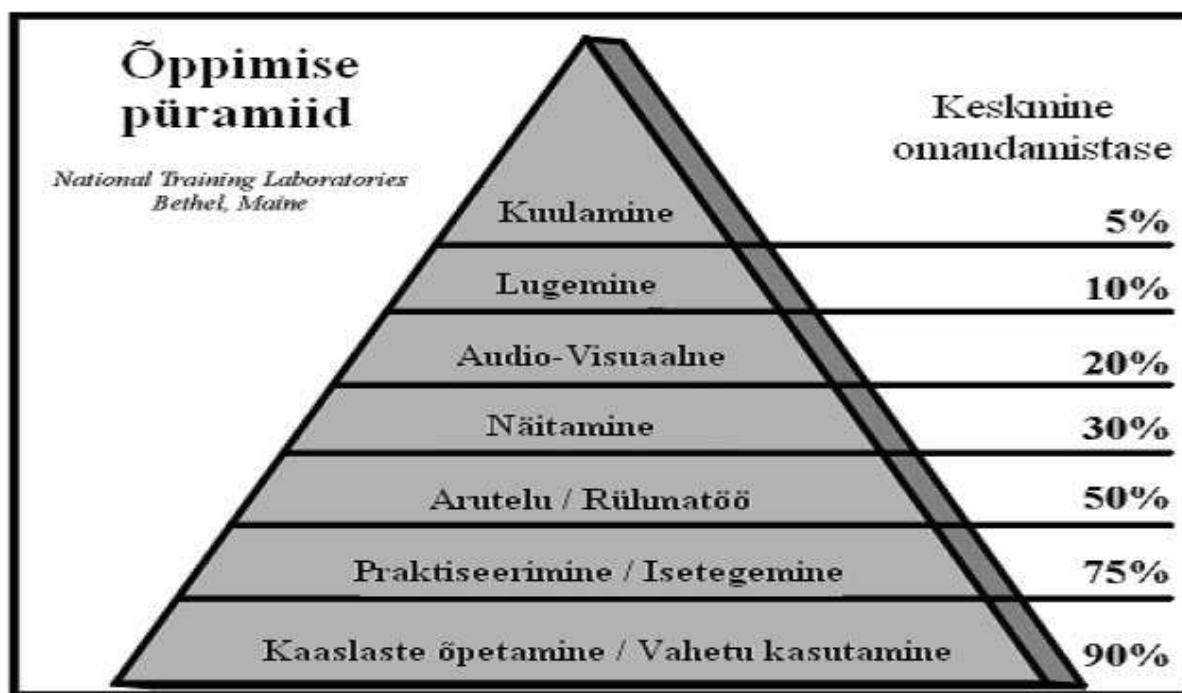 Õppimise
püramiid
National Training Laboratories
Bethel, Maine
Keskmine
omandamistase
Kuulamine 5%
Lugemine 10%
Audio-Visuaalne 20%
Näitamine 30%
Arutelu / Rühmatöö 50%
Praktiseerimine / Isetegemine 75%
Kaaslaste õpetamine / Vahetu kasutamine 90%